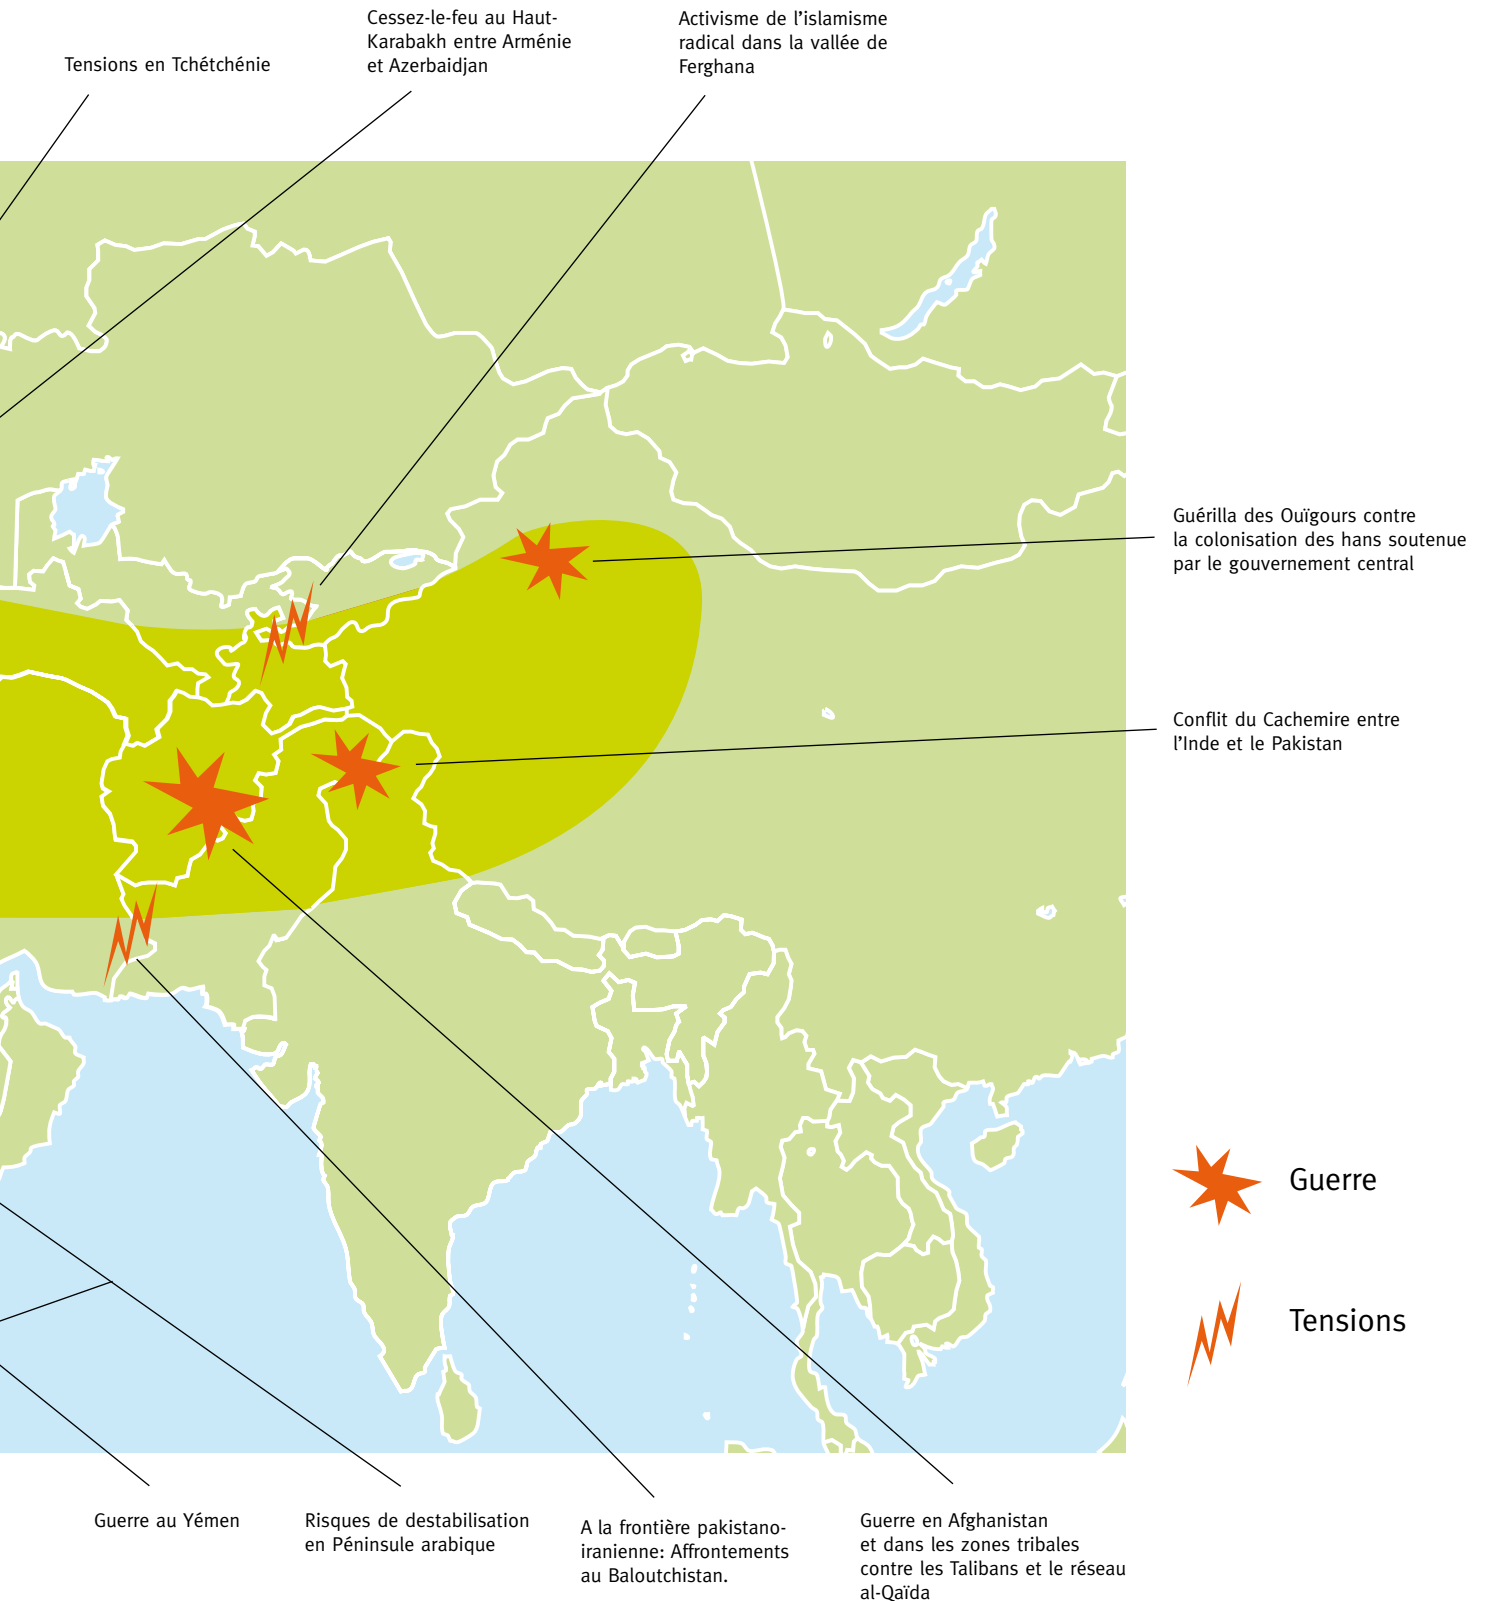 Tensions en Tchétchénie
Cessez-le-feu au Haut-
Karabakh entre Arménie
et Azerbaidjan
Activisme de l'islamisme
radical dans la vallée de
Ferghana
Guérilla des Ouïgours contre
la colonisation des hans soutenue
par le gouvernement central
Conflit du Cachemire entre
l'Inde et le Pakistan
Guerre
Tensions
Guerre au Yémen
Risques de destabilisation
en Péninsule arabique
A la frontière pakistano-
iranienne: Affrontements
au Baloutchistan.
Guerre en Afghanistan
et dans les zones tribales
contre les Talibans et le réseau
al-Qaïda